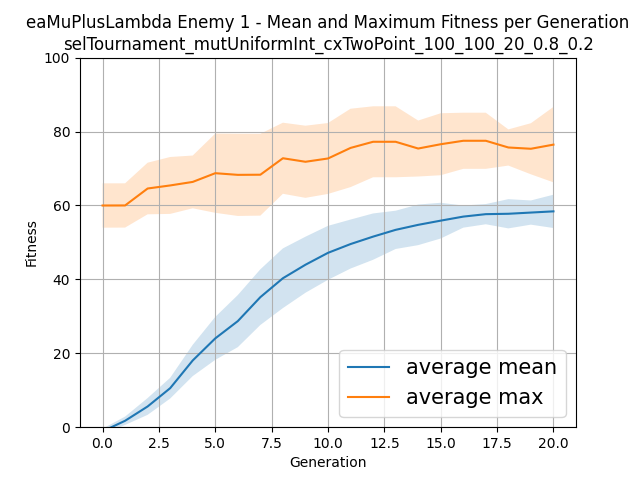 eaMuPlusLambda Enemy 1 - Mean and Maximum Fitness per Generation
selTournament_mutUniformInt_cxTwoPoint_100_100_20_0.8_0.2
100
80
60
40
20
0
Fitness
average mean
average max
0.0 2.5 5.0 7.5 10.0 12.5 15.0 17.5 20.0
Generation